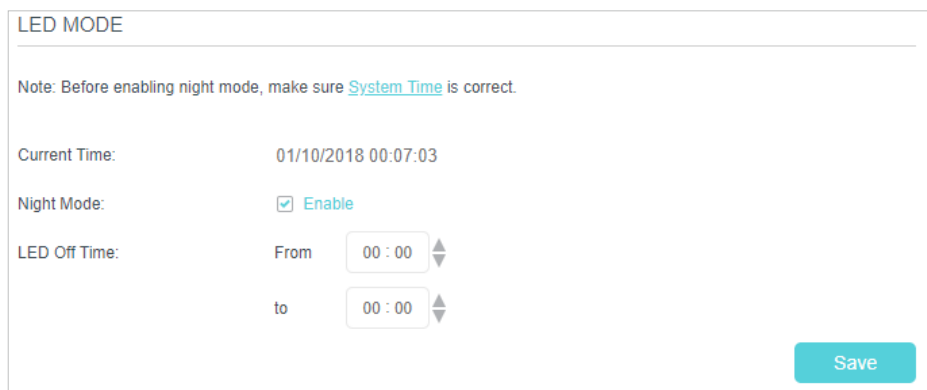 LED MODE
Note: Before enabling night mode, make sure System Time is correct.
Current Time: 01/10/2018 00:07:03
Night Mode: Enable
LED Off Time: From 00 : 00
to 00 : 00
Save